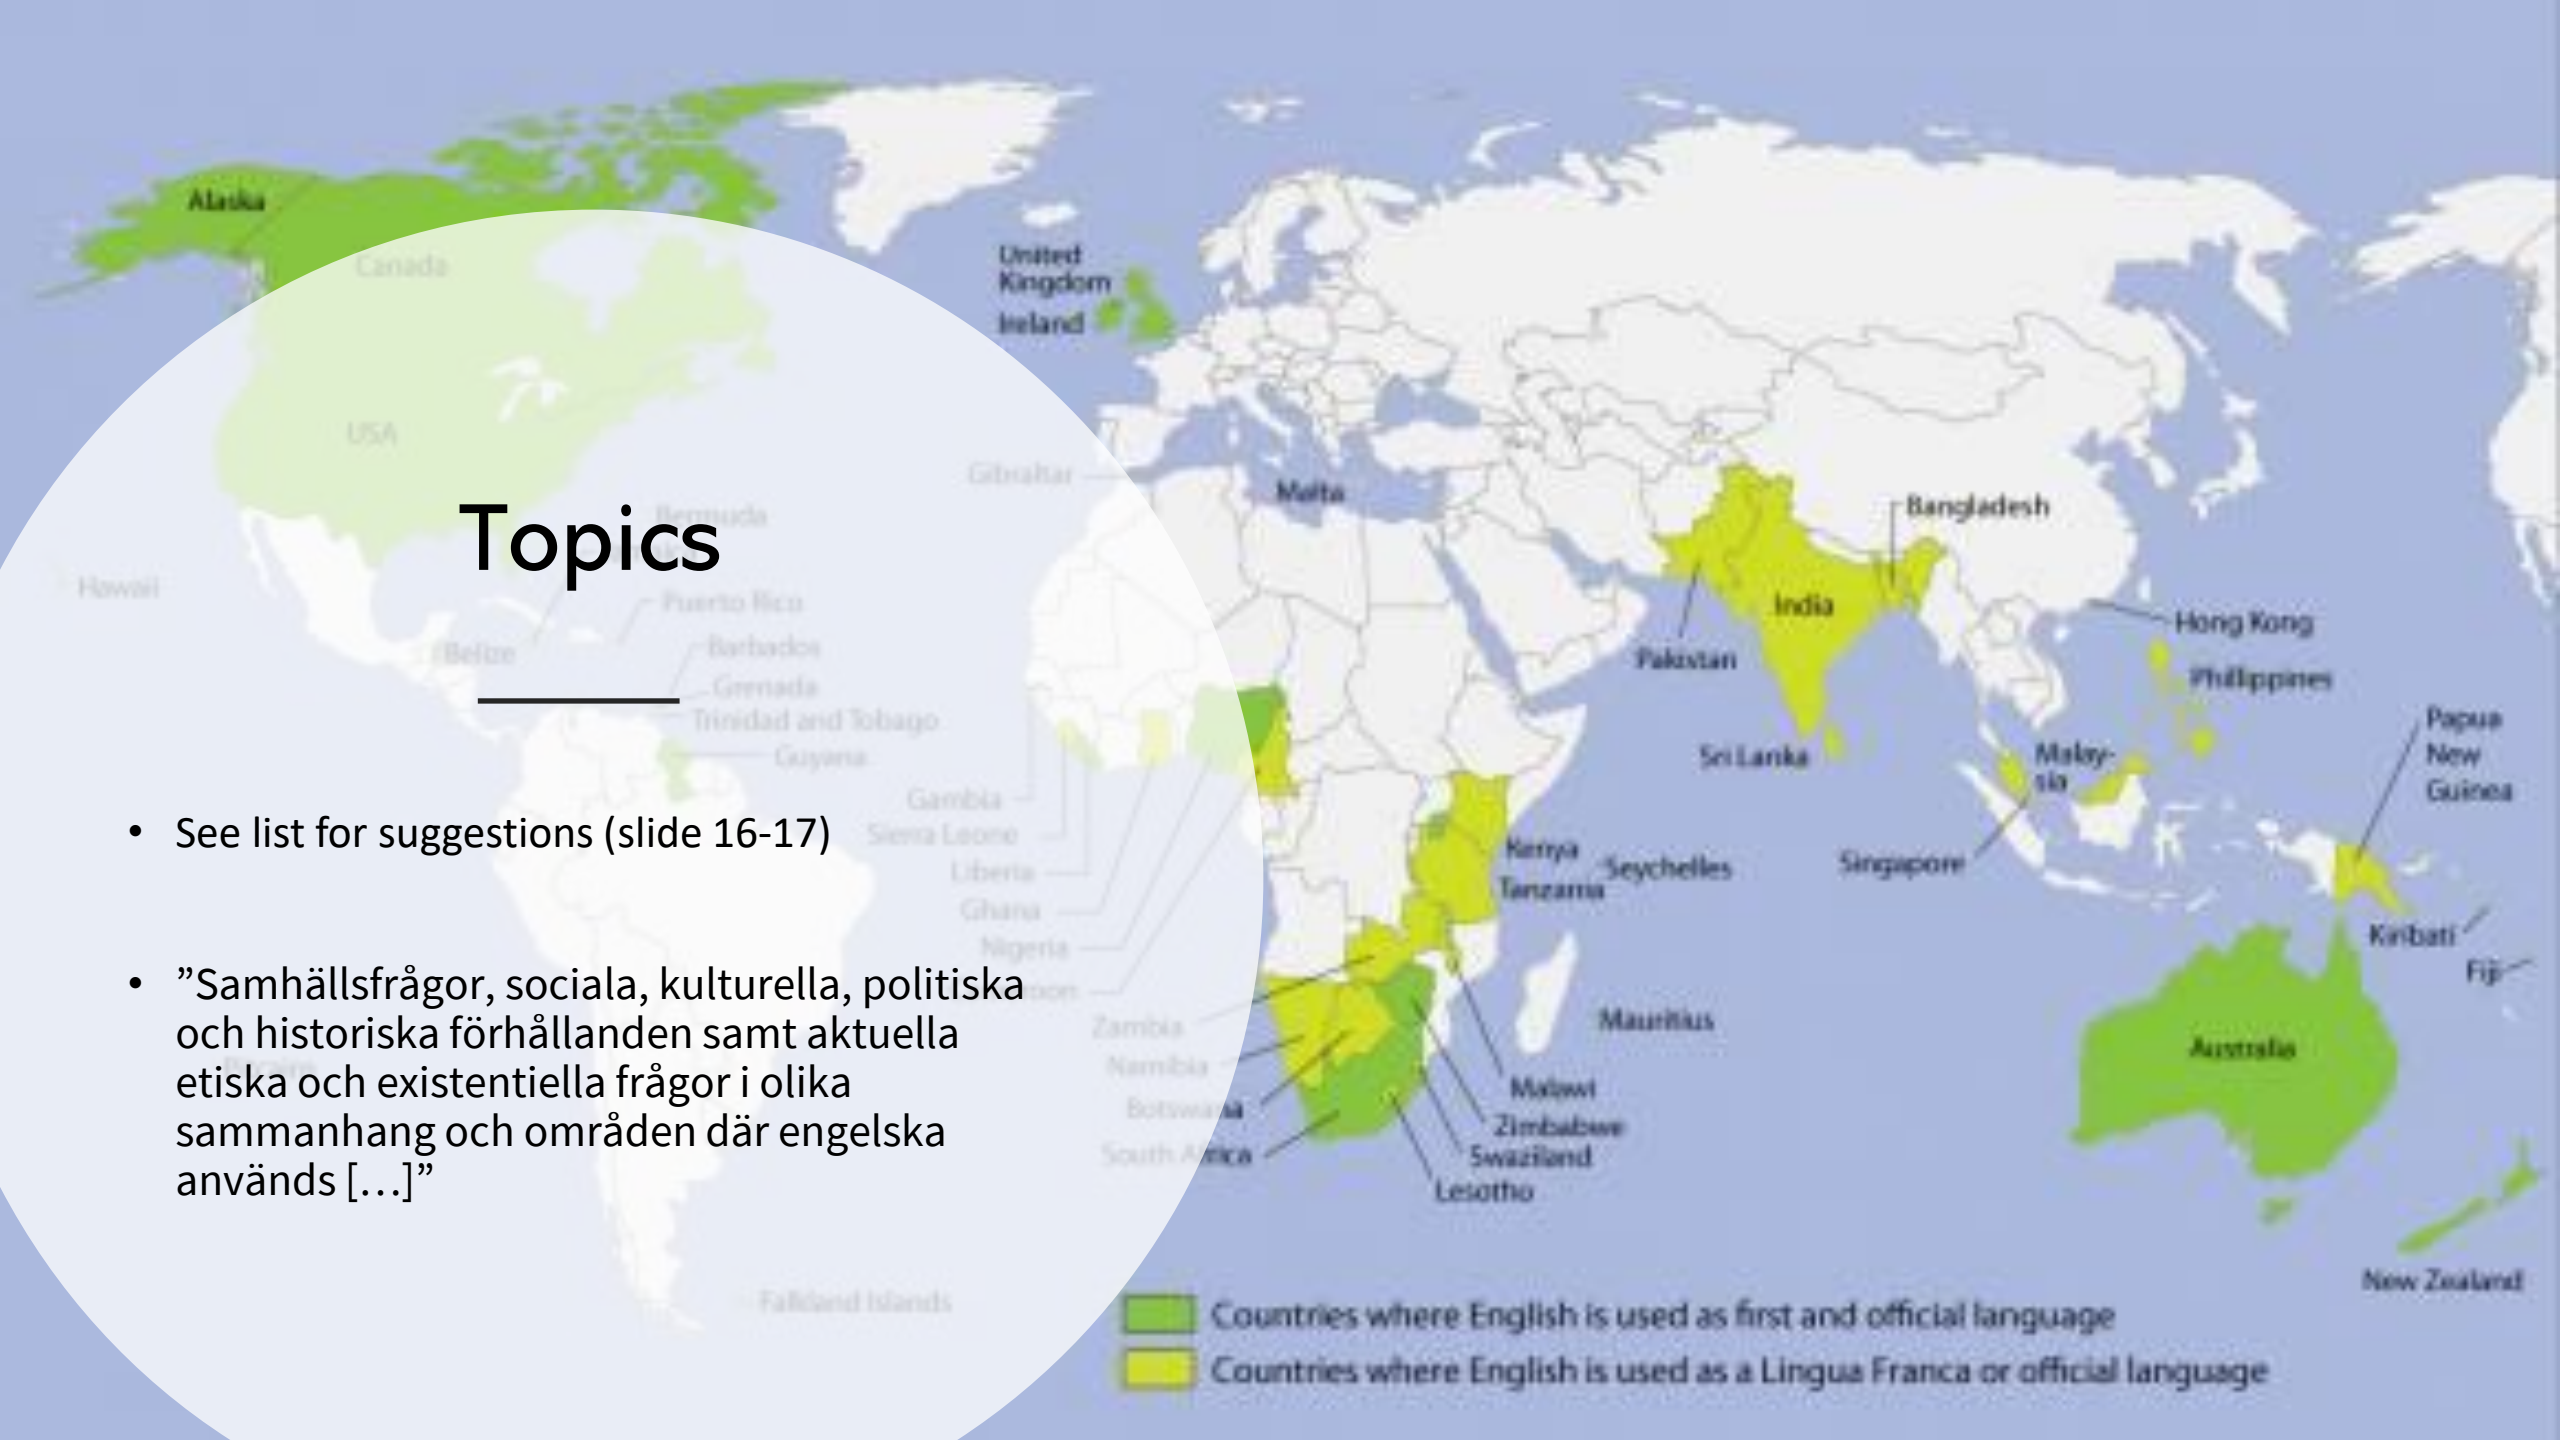 Alaska
Canada
United
Kingdom
Ireland
USA
Gibraltar
Malta
Bermuda
Topics
Hawaii
Puerto Rico
Belize
Barbados
Grenada
Trinidad and Tobago
Guyana
Bangladesh
India
Hong Kong
Pakistan
Phillippines
Sri Lanka
Malay-
sia
Papua
New
Guinea
Singapore
Kenya
Tanzania
Seychelles
Gambia
Sierra Leone
Liberia
Ghana
Nigeria
• See list for suggestions (slide 16-17)
• ”Samhällsfrågor, sociala, kulturella, politiska
och historiska förhållanden samt aktuella
etiska och existentiella frågor i olika
sammanhang och områden där engelska
används […]”
Zambia
Namibia
Botswana
South Africa
Mauritius
Malawi
Zimbabwe
Swaziland
Lesotho
Kiribati
Fiji
Australia
New Zealand
Falkland Islands
Countries where English is used as first and official language
Countries where English is used as a Lingua Franca or official language